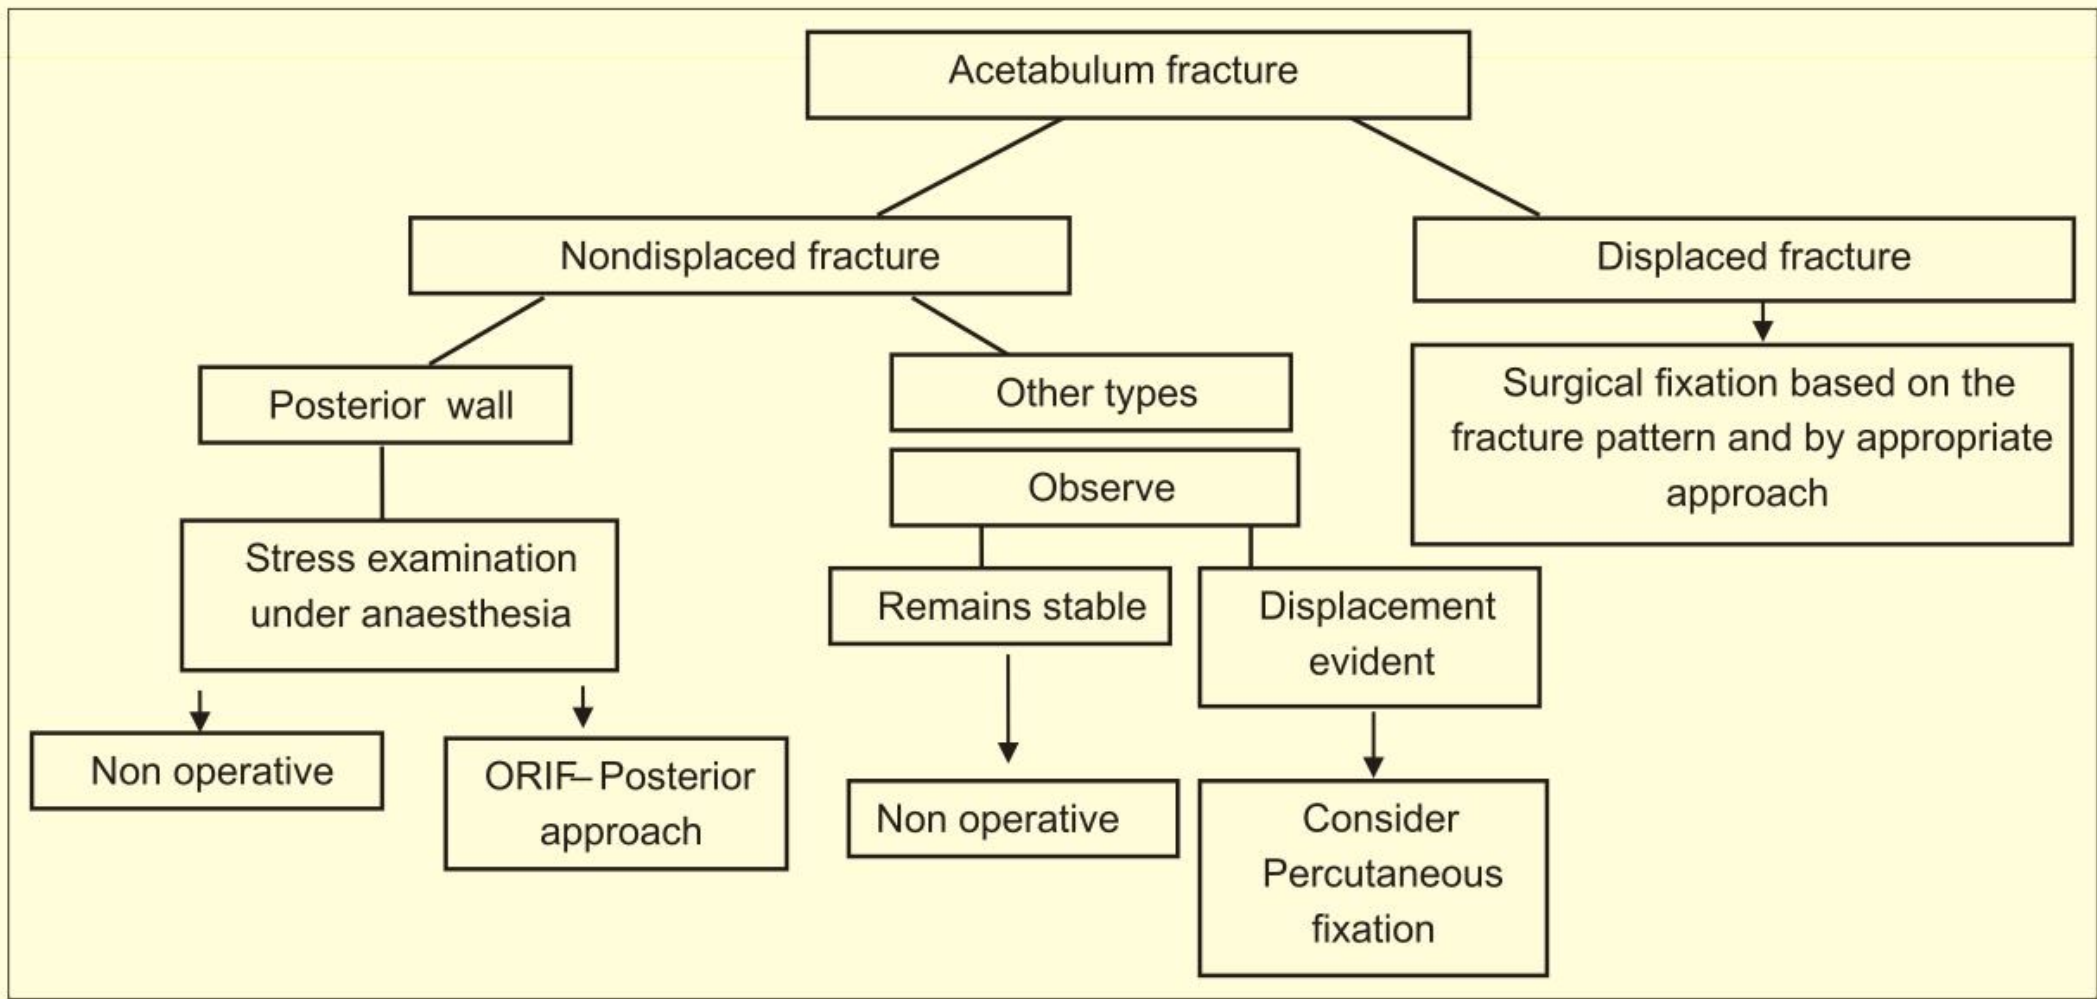 Acetabulum fracture
Nondisplaced fracture
Displaced fracture
Posterior wall
Other types
Surgical fixation based on the
fracture pattern and by appropriate
approach
Observe
Stress examination
under anaesthesia
Remains stable
Displacement
evident
Non operative
ORIF–Posterior
approach
Non operative
Consider
Percutaneous
fixation